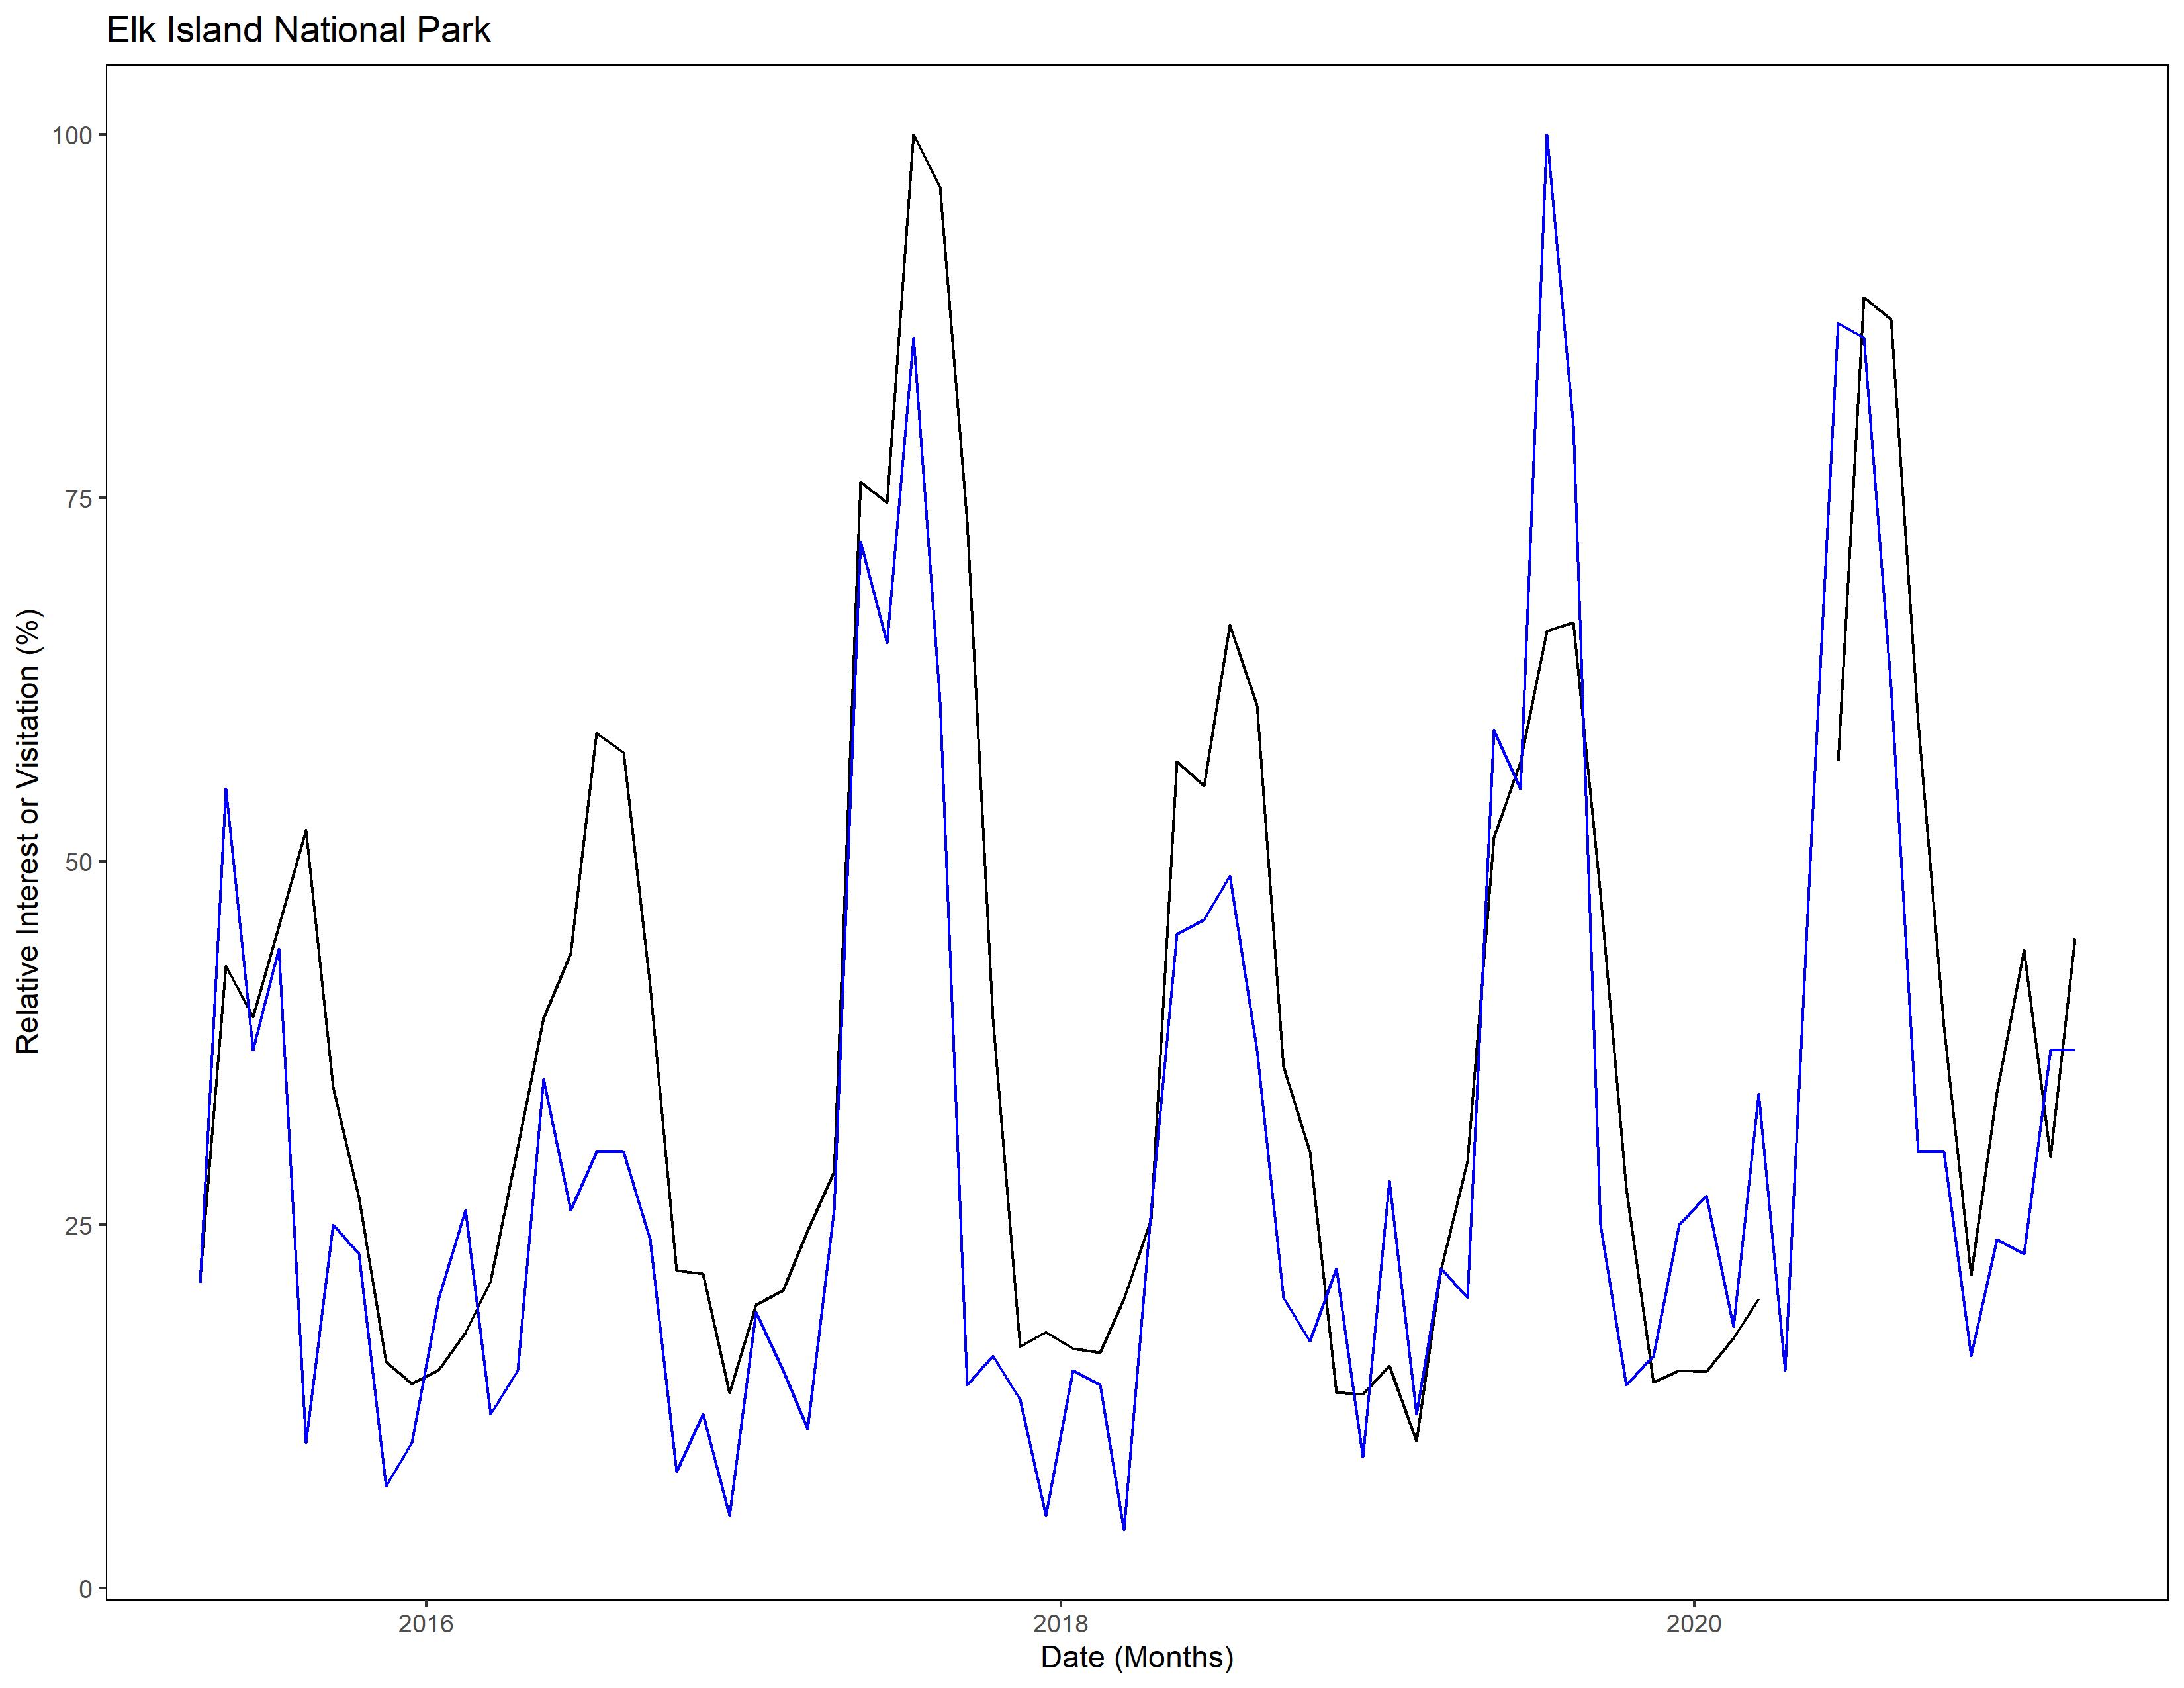 Elk Island National Park
Relative Interest or Visitation (%)
100
75
50
25
0
2016
2018
2020
Date (Months)